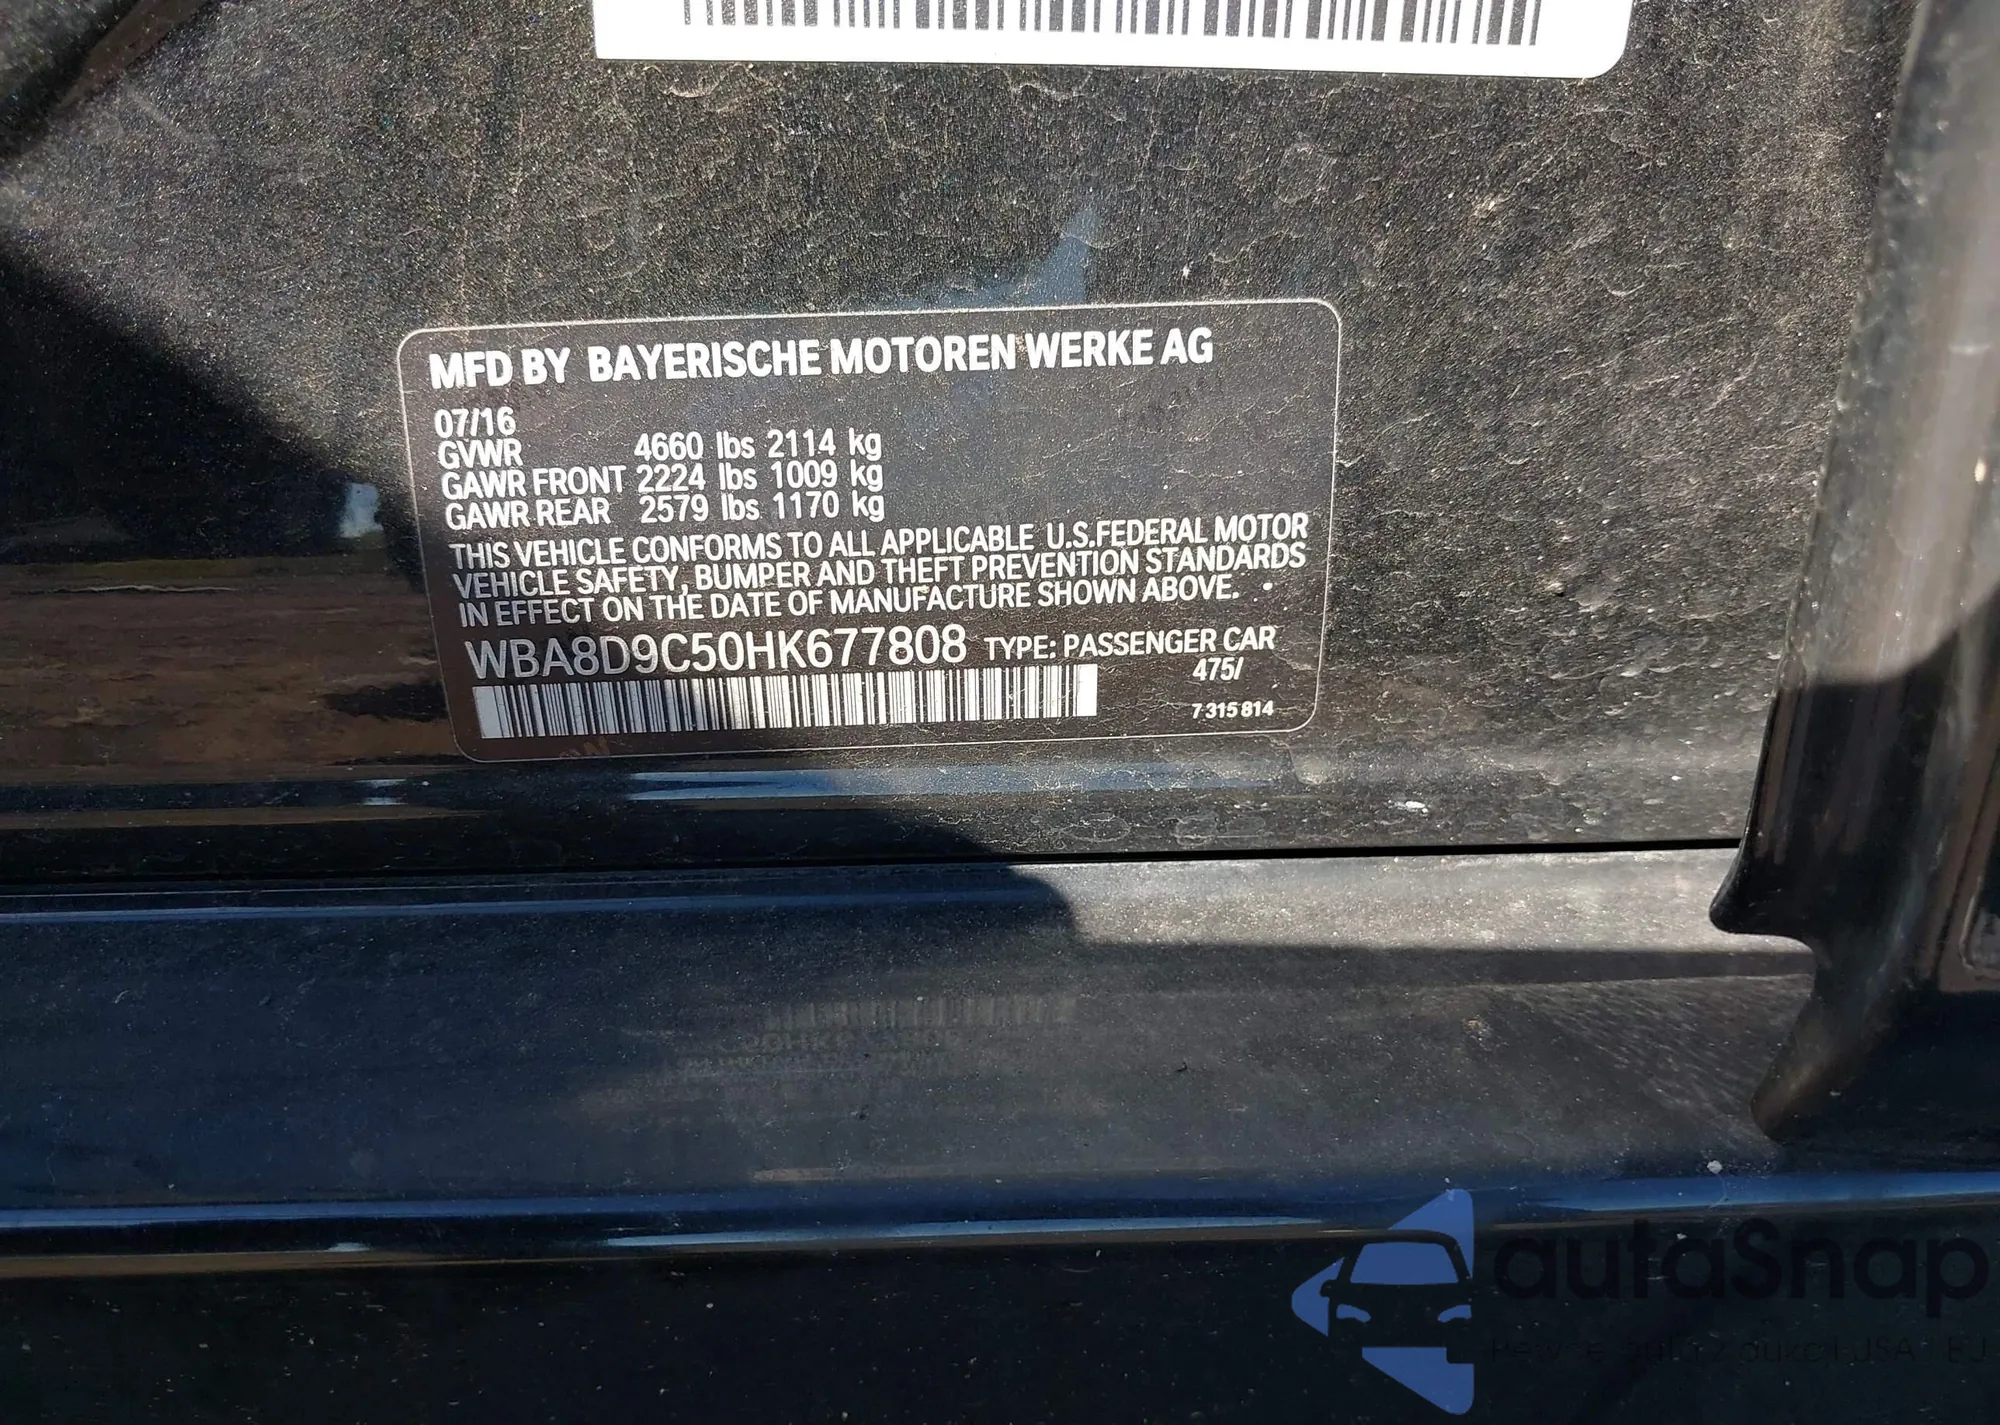 MFD BY BAYERISCHE MOTOREN WERKE AG
07/16
GVWR 4660 lbs 2114 kg
GAWR FRONT 2224 lbs 1009 kg
GAWR REAR 2579 lbs 1170 kg
THIS VEHICLE CONFORMS TO ALL APPLICABLE U.S.FEDERAL MOTOR
VEHICLE SAFETY, BUMPER AND THEFT PREVENTION STANDARDS
IN EFFECT ON THE DATE OF MANUFACTURE SHOWN ABOVE.
WBA8D9C50HK677808 TYPE: PASSENGER CAR
475/
7 315 814
autaSnap